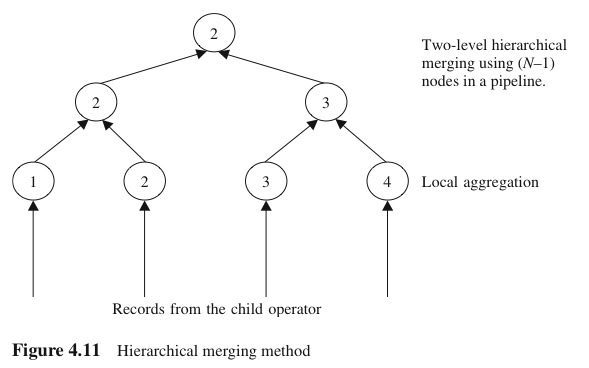 2
Two-level hierarchical
merging using (N–1)
nodes in a pipeline.
2
3
1
2
3
4
Local aggregation
Records from the child operator
Figure 4.11 Hierarchical merging method